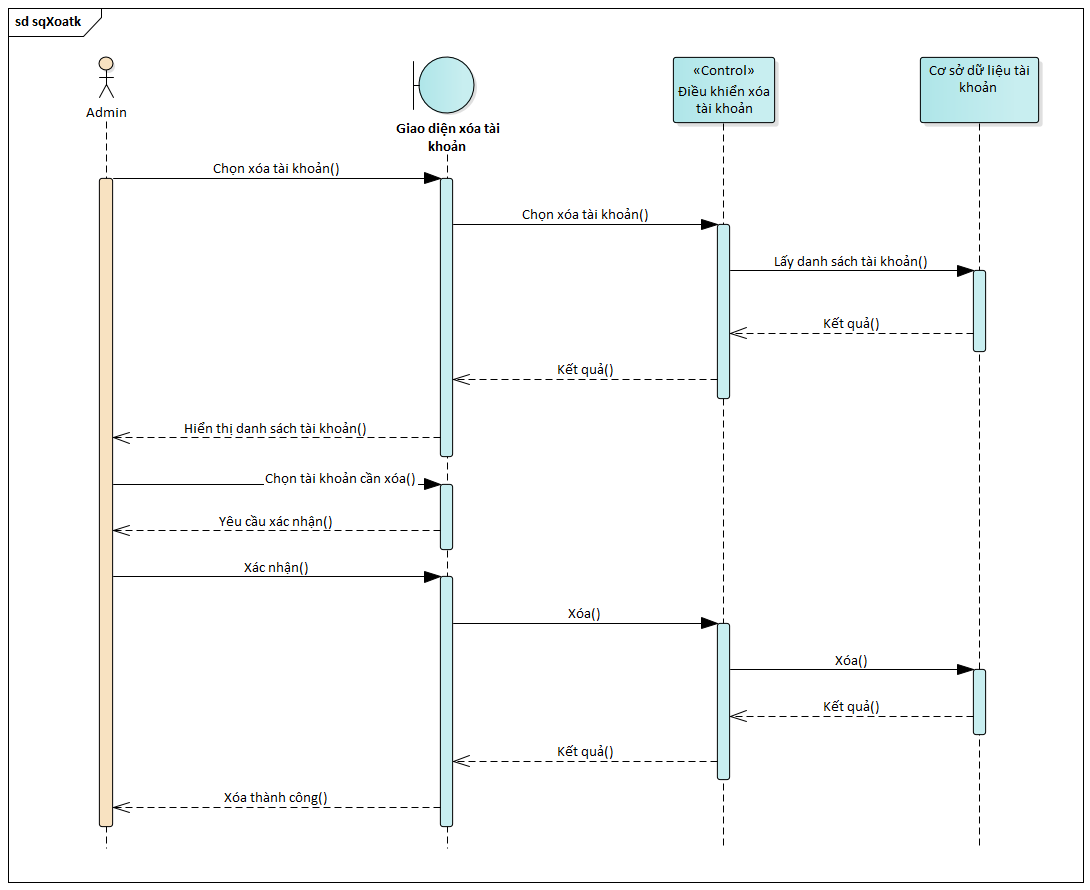 sd sqXoatk
Admin
Giao diện xóa tài
khoản
«Control»
Điều khiển xóa
tài khoản
Cơ sở dữ liệu tài
khoản
Chọn xóa tài khoản()
Chọn xóa tài khoản()
Lấy danh sách tài khoản()
Kết quả()
Kết quả()
Hiển thị danh sách tài khoản()
Chọn tài khoản cần xóa()
Yêu cầu xác nhận()
Xác nhận()
Xóa()
Xóa()
Kết quả()
Kết quả()
Xóa thành công()